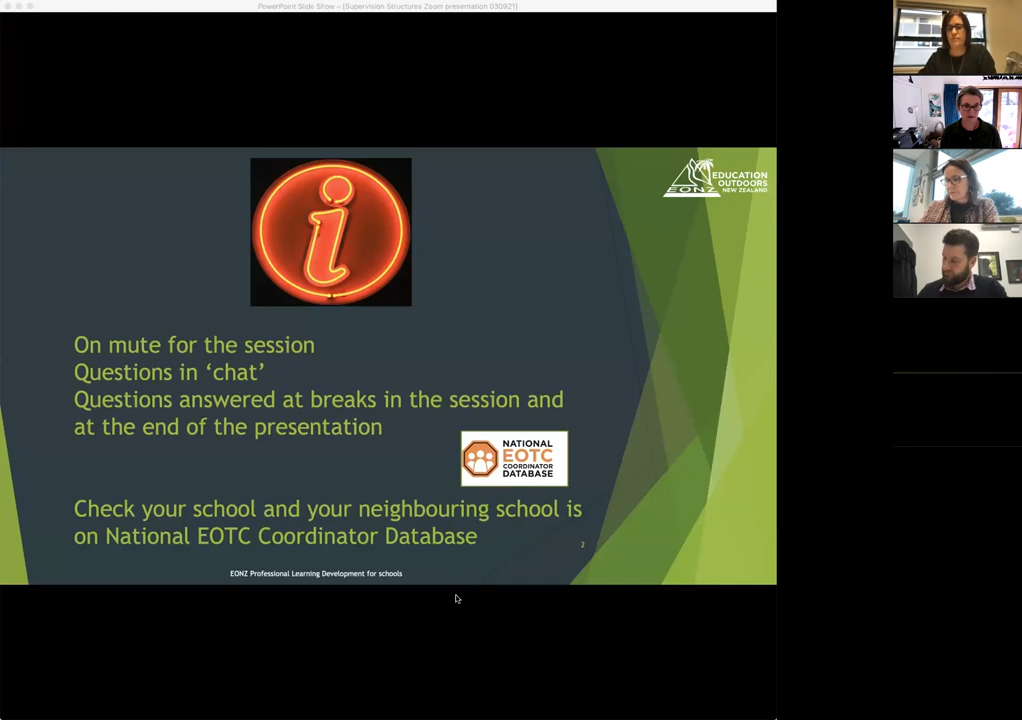 PowerPoint Slide Show - [Supervision Structures Zoom presentation 030921]
EDUCATION
OUTDOORS
NEW ZEALAND
EONZ
i
On mute for the session
Questions in ‘chat’
Questions answered at breaks in the session and
at the end of the presentation
NATIONAL
EOTC
COORDINATOR
DATABASE
Check your school and your neighbouring school is
on National EOTC Coordinator Database
2
EONZ Professional Learning Development for schools